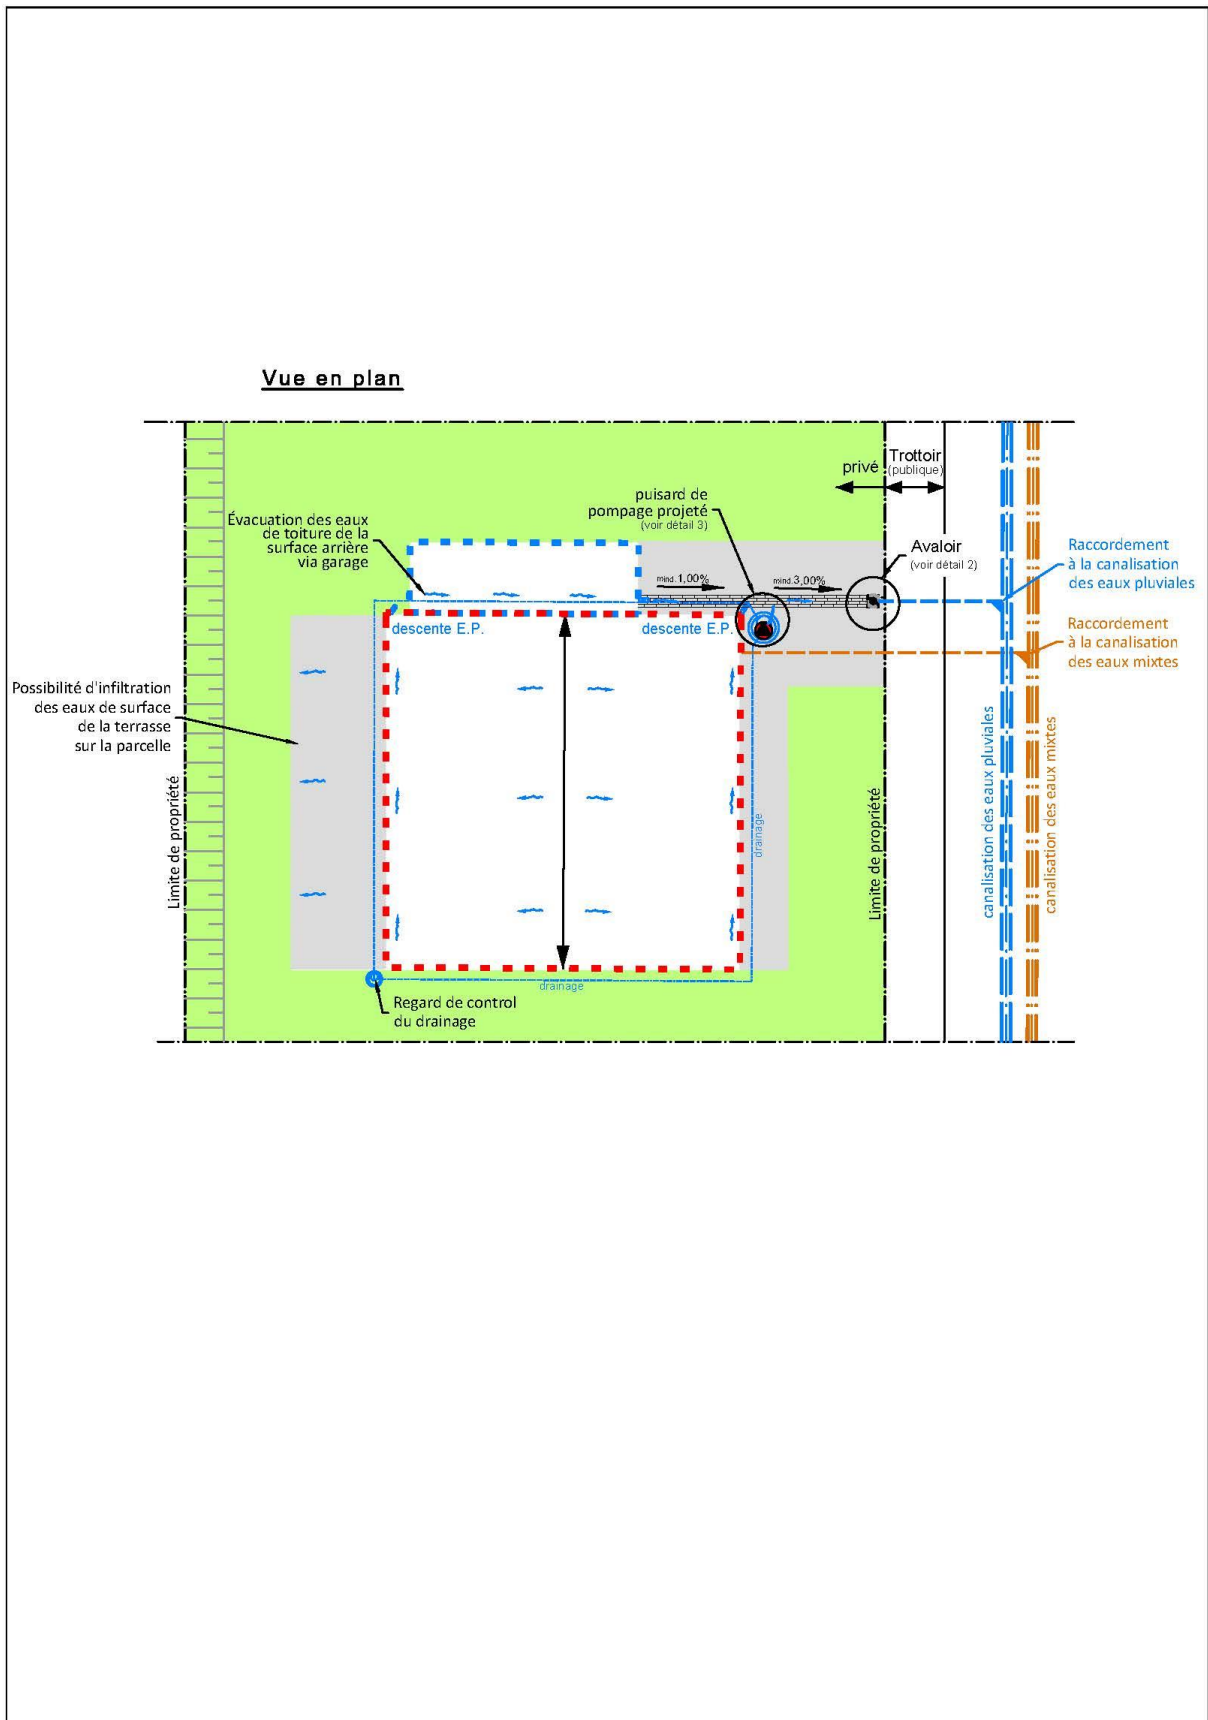 Vue en plan
privé
Trottoir
(publique)
puisard de
pompage projeté
(voir détail 3)
Évacuation des eaux
de toiture de la
surface arrière
via garage
Avaloir
(voir détail 2)
Raccordement
à la canalisation
des eaux pluviales
mind.1,00%
mind.3,00%
descente E.P.
descente E.P.
Raccordement
à la canalisation
des eaux mixtes
Possibilité d'infiltration
des eaux de surface
de la terrasse
sur la parcelle
Limite de propriété
drainage
Limite de propriété
canalisation des eaux pluviales
canalisation des eaux mixtes
drainage
Regard de control
du drainage